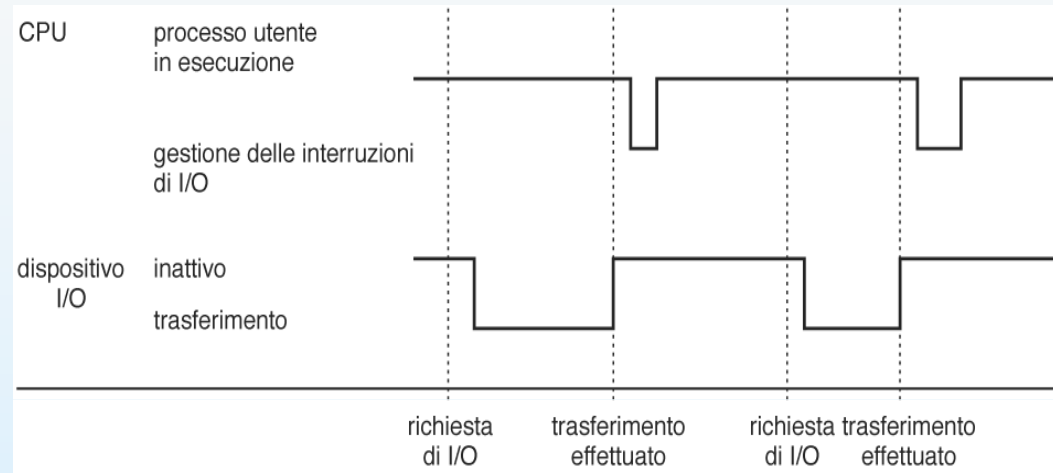 CPU
processo utente
in esecuzione
gestione delle interruzioni
di I/O
dispositivo
I/O
inattivo
trasferimento
richiesta
di I/O
trasferimento
effettuato
richiesta
di I/O
trasferimento
effettuato